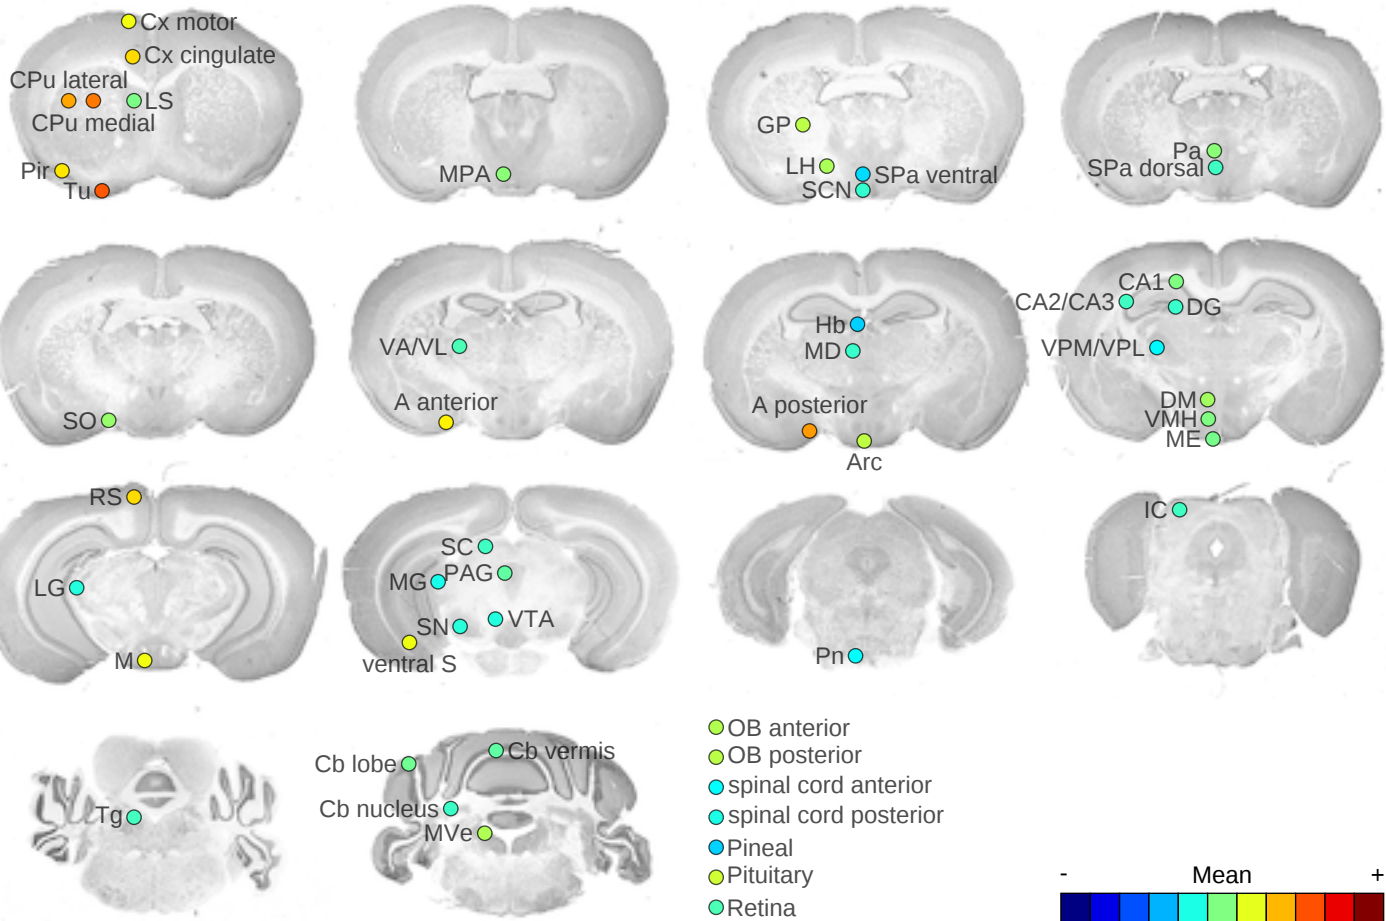 Cx motor
Cx cingulate
CPu lateral
LS
CPu medial
Pir
Tu
MPA
GP
LH
SPa ventral
SCN
Pa
SPa dorsal
SO
VA/VL
A anterior
Hb
MD
A posterior
Arc
CA1
CA2/CA3
DG
VPM/VPL
DM
VMH
ME
RS
LG
M
SC
MG
PAG
SN
VTA
ventral S
Pn
IC
Tg
Cb lobe
Cb vermis
Cb nucleus
MVe
OB anterior
OB posterior
spinal cord anterior
spinal cord posterior
Pineal
Pituitary
Retina
- Mean +